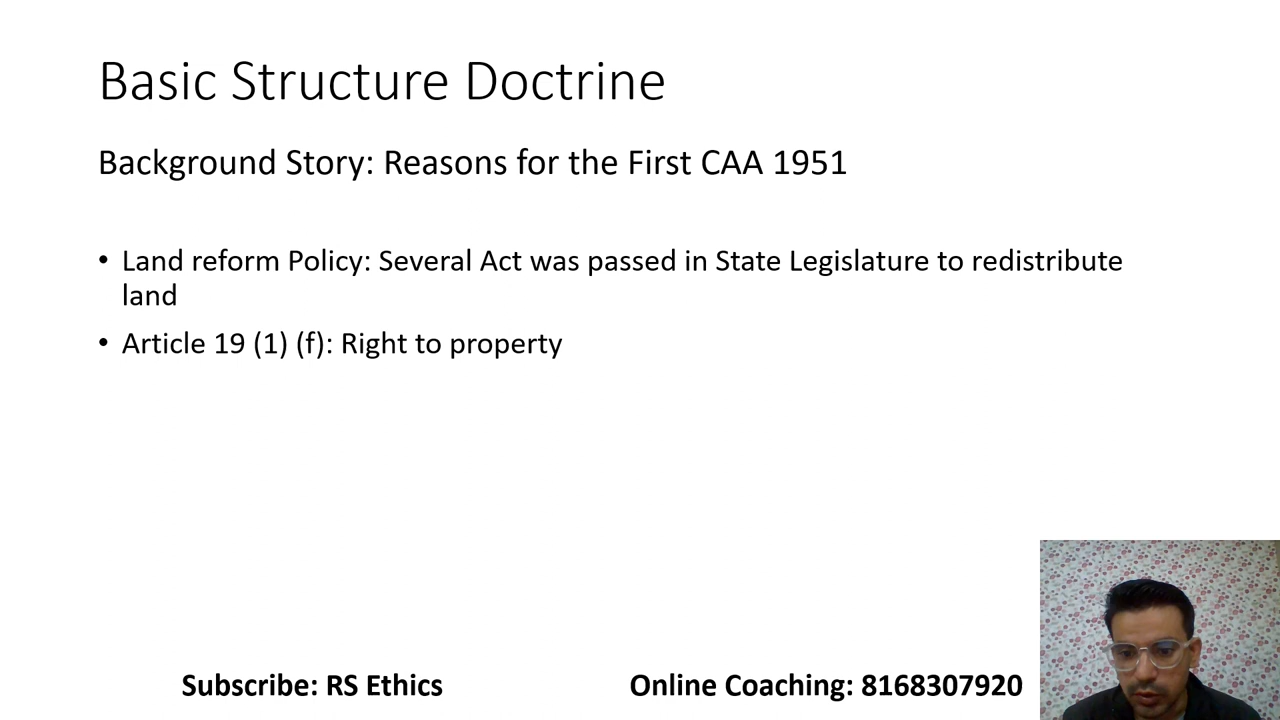 Basic Structure Doctrine
Background Story: Reasons for the First CAA 1951
• Land reform Policy: Several Act was passed in State Legislature to redistribute
land
• Article 19 (1) (f): Right to property
Subscribe: RS Ethics
Online Coaching: 8168307920